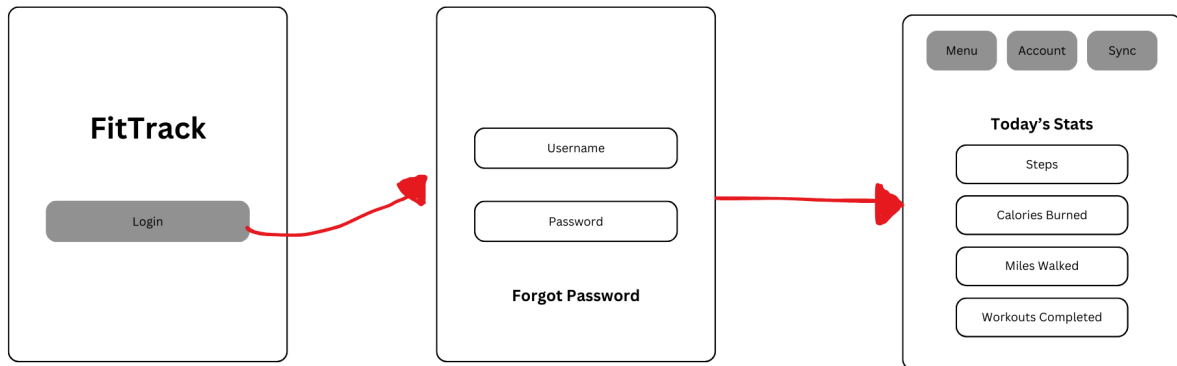 FitTrack
Login
Username
Password
Forgot Password
Menu
Account
Sync
Today’s Stats
Steps
Calories Burned
Miles Walked
Workouts Completed